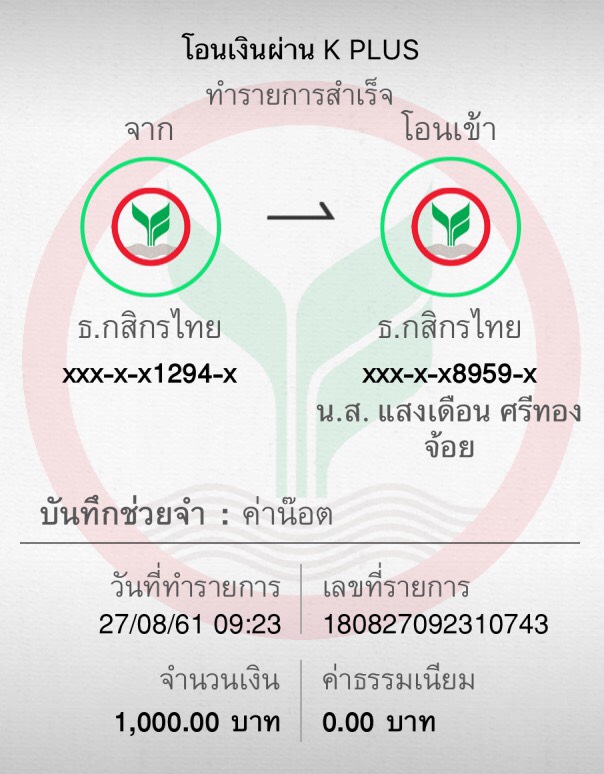 โอนเงินผ่าน K PLUS
ทำรายการสำเร็จ
จาก
โอนเข้า
ธ.กสิกรไทย
ธ.กสิกรไทย
xxx-x-x1294-x
xxx-x-x8959-x
น.ส. แสงเดือน ศรีทอง
จ้อย
บันทึกช่วยจำ : ค่าน๊อต
วันที่ทำรายการ
เลขที่รายการ
27/08/61 09:23
180827092310743
จำนวนเงิน
ค่าธรรมเนียม
1,000.00 บาท
0.00 บาท